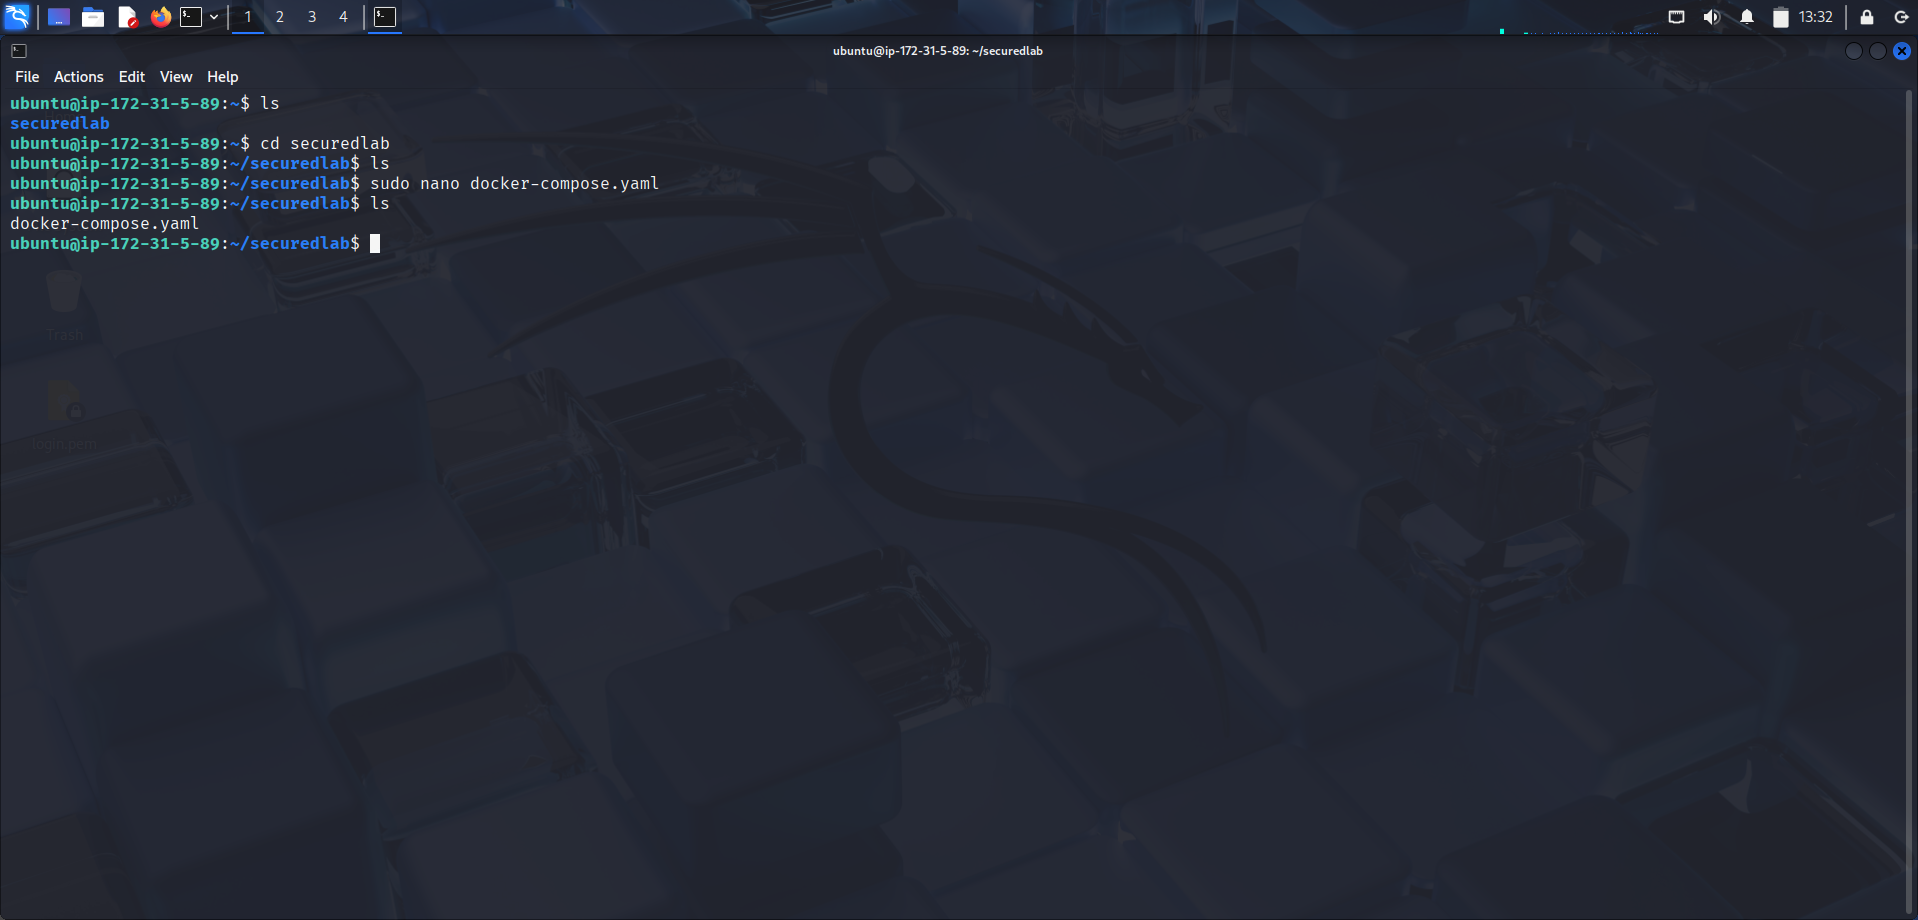 1 2 3 4 13:32
ubuntu@ip-172-31-5-89: ~/securedlab
File Actions Edit View Help
ubuntu@ip-172-31-5-89:~$ ls
securedlab
ubuntu@ip-172-31-5-89:~$ cd securedlab
ubuntu@ip-172-31-5-89:~/securedlab$ ls
ubuntu@ip-172-31-5-89:~/securedlab$ sudo nano docker-compose.yaml
ubuntu@ip-172-31-5-89:~/securedlab$ ls
docker-compose.yaml
ubuntu@ip-172-31-5-89:~/securedlab$
Trash
login.pem